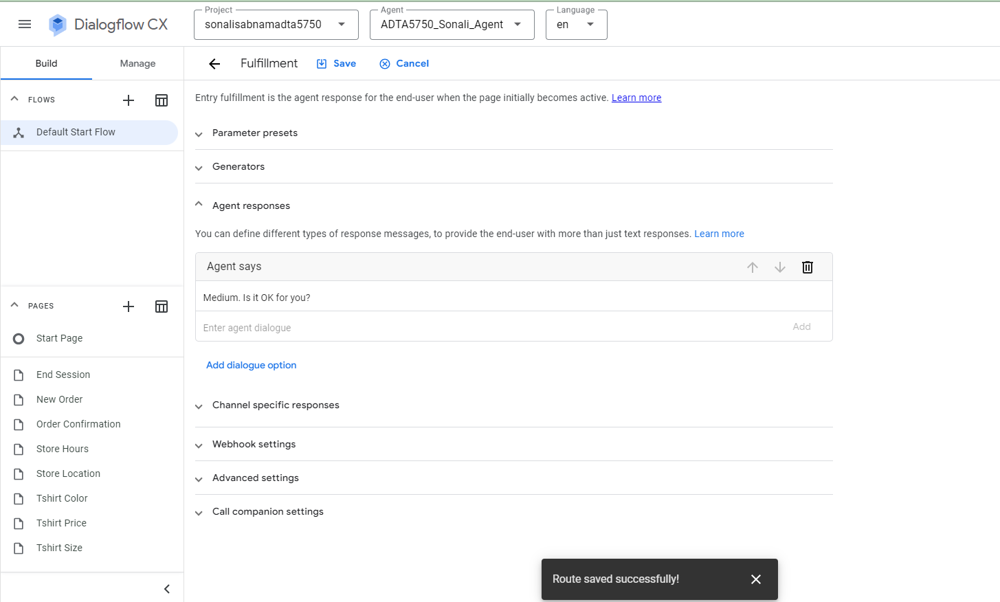 Dialogflow CX
Project
sonalisabnamadta5750
Agent
ADTA5750_Sonali_Agent
Language
en
Build
Manage
Fulfillment
Save
Cancel
FLOWS
Default Start Flow
Entry fulfillment is the agent response for the end-user when the page initially becomes active. Learn more
Parameter presets
Generators
Agent responses
You can define different types of response messages, to provide the end-user with more than just text responses. Learn more
Agent says
Medium. Is it OK for you?
Enter agent dialogue
Add
Add dialogue option
Channel specific responses
Webhook settings
Advanced settings
Call companion settings
PAGES
Start Page
End Session
New Order
Order Confirmation
Store Hours
Store Location
Tshirt Color
Tshirt Price
Tshirt Size
Route saved successfully!